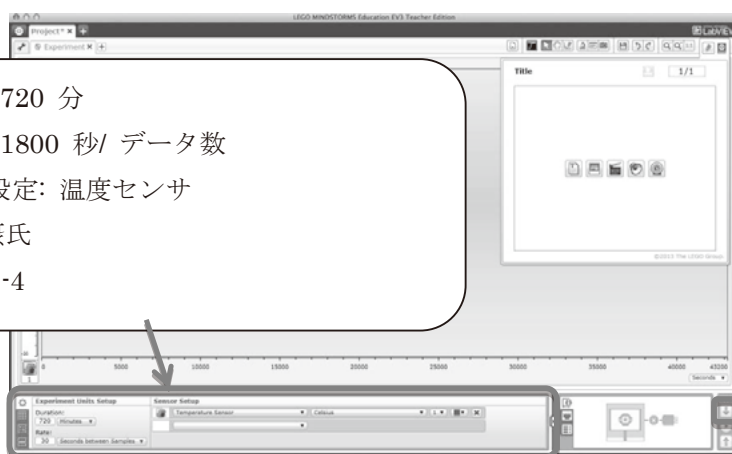 LEGO MINDSTORMS Education EV3 Teacher Edition
Project* × +
LabVIEW
Experiment × +
Title 1/1
720 分
1800 秒/ データ数
設定: 温度センサ
氏
-4
©2013 The LEGO Group
0 5000 10000 15000 20000 25000 30000 35000 40000 43200
Seconds
1
Experiment Units Setup Sensor Setup
Duration: Temperature Sensor Celsius L
720 Minutes
Rate:
30 Seconds between Samples